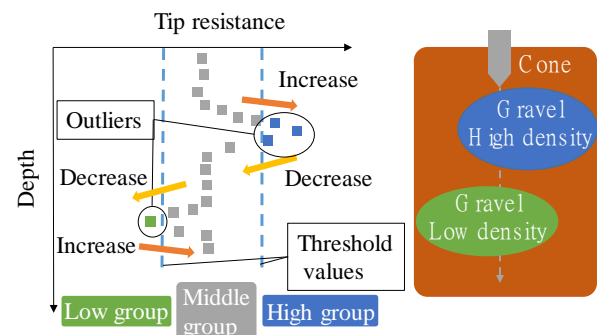 Tip resistance
Increase
Outliers
Decrease
Decrease
Depth
Increase
Threshold
values
Low group
Middle
group
High group
Cone
Gravel
High density
Gravel
Low density